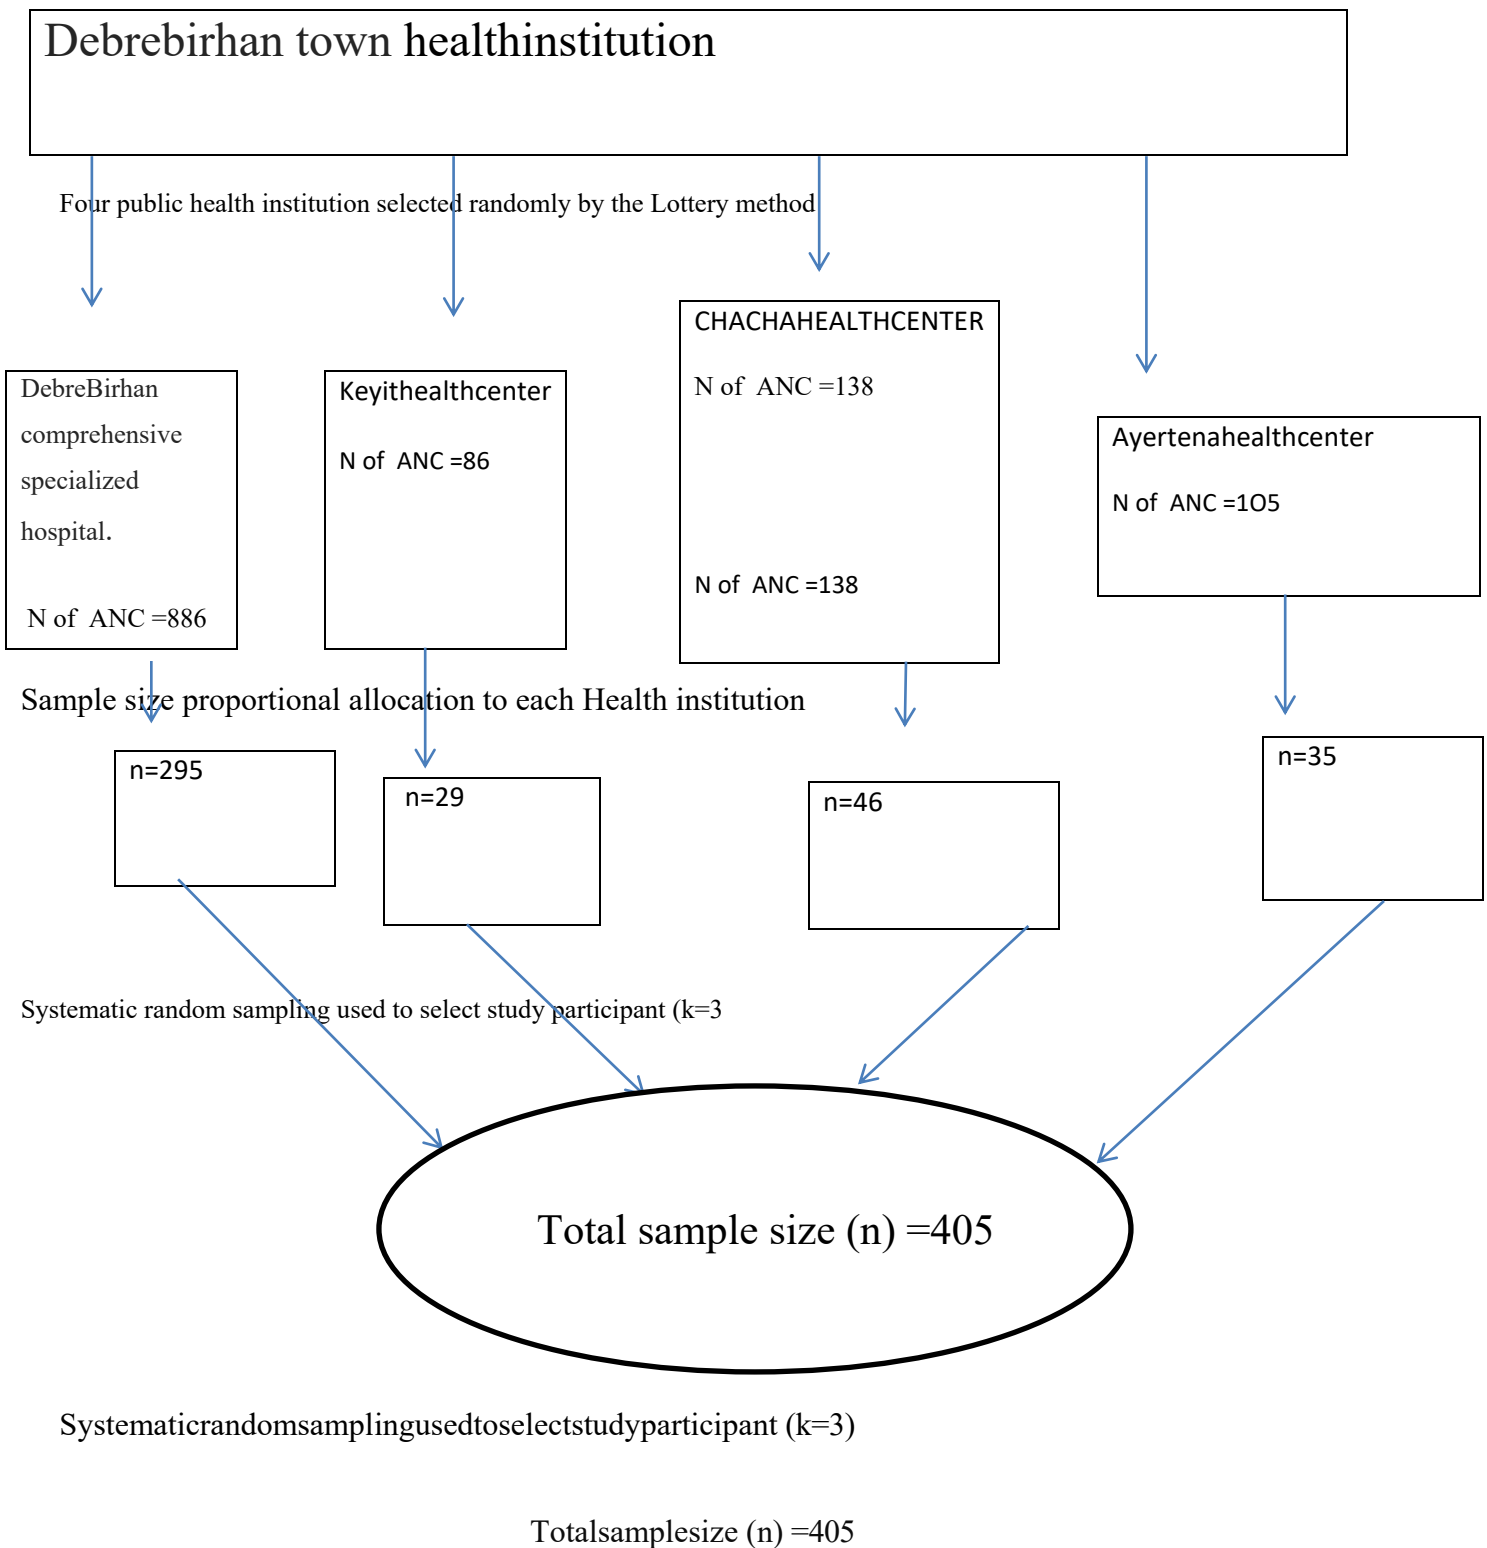 Debrebirhan town healthinstitution
Four public health institution selected randomly by the Lottery method
DebreBirhan
comprehensive
specialized
hospital.
N of ANC =886
Keyithealthcenter
N of ANC =86
CHACHAHEALTHCENTER
N of ANC =138
N of ANC =138
Ayertenahealthcenter
N of ANC =1O5
Sample size proportional allocation to each Health institution
n=295
n=29
n=46
n=35
Systematic random sampling used to select study participant (k=3
Total sample size (n) =405
Systematicrandomsamplingusedtoselectstudyparticipant (k=3)
Totalsamplesize (n) =405